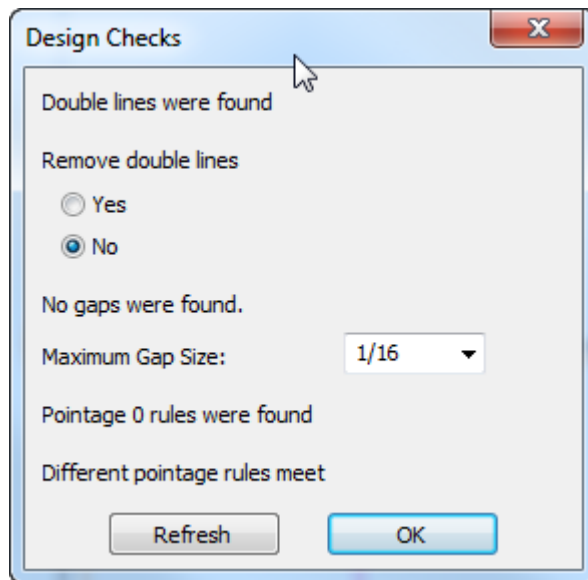 Design Checks
Double lines were found
Remove double lines
Yes
No
No gaps were found.
Maximum Gap Size: 1/16
Pointage 0 rules were found
Different pointage rules meet
Refresh OK